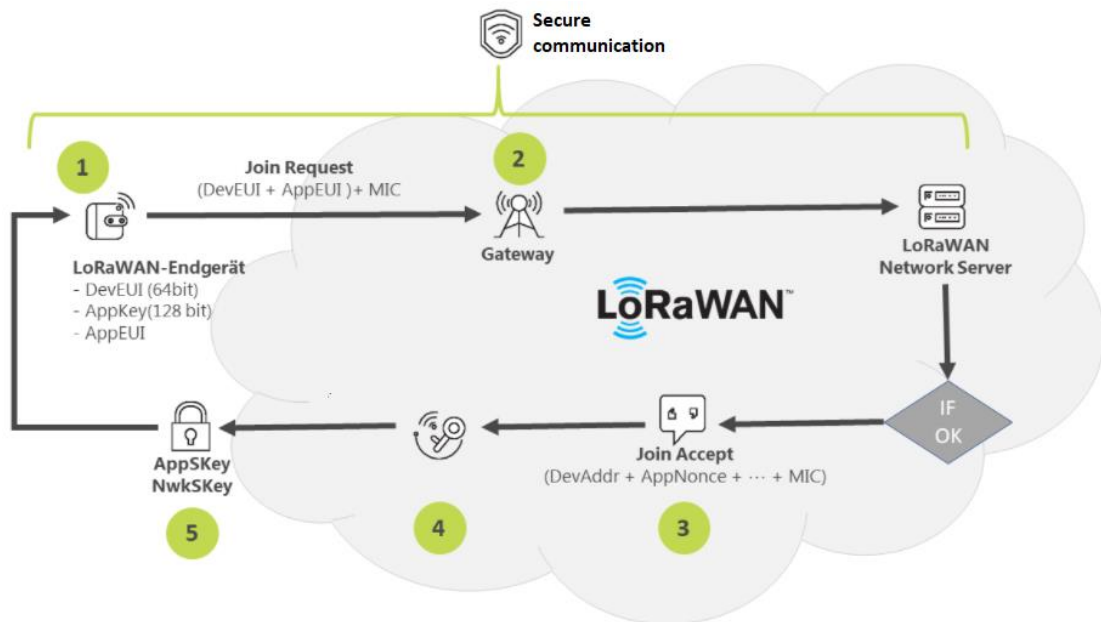 Secure
communication
1
2
Join Request
(DevEUI + AppEUI )+ MIC
Gateway
LoRaWAN
Network Server
LoRaWAN-Endgerät
- DevEUI (64bit)
- AppKey(128 bit)
- AppEUI
LoRaWAN™
IF
OK
Join Accept
(DevAddr + AppNonce + ··· + MIC)
AppSKey
NwkSKey
5
4
3